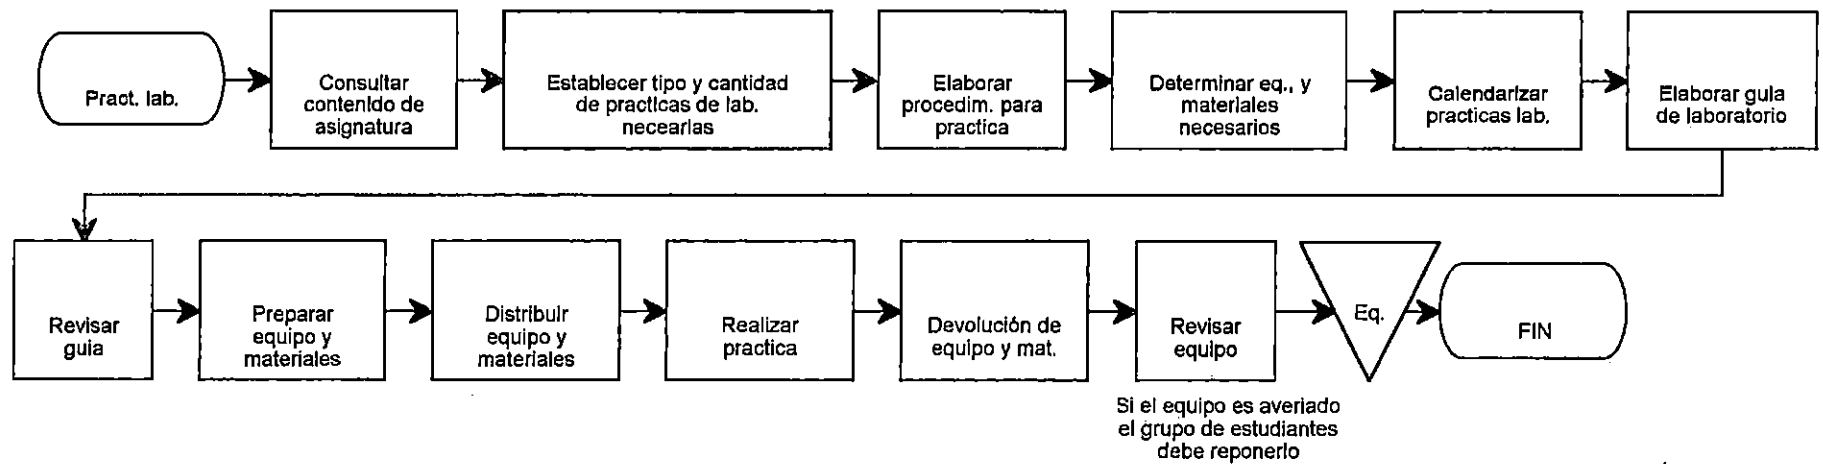 Pract. lab.
Consultar
contenido de
asignatura
Establecer tipo y cantidad
de practicas de lab.
necearias
Elaborar
procedim. para
practica
Determinar eq., y
materiales
necesarios
Calendarizar
practicas lab.
Elaborar guia
de laboratorio
Revisar
guia
Preparar
equipo y
materiales
Distribuir
equipo y
materiales
Realizar
practica
Devolución de
equipo y mat.
Revisar
equipo
Eq.
FIN
Si el equipo es averiado
el grupo de estudiantes
debe reponerlo